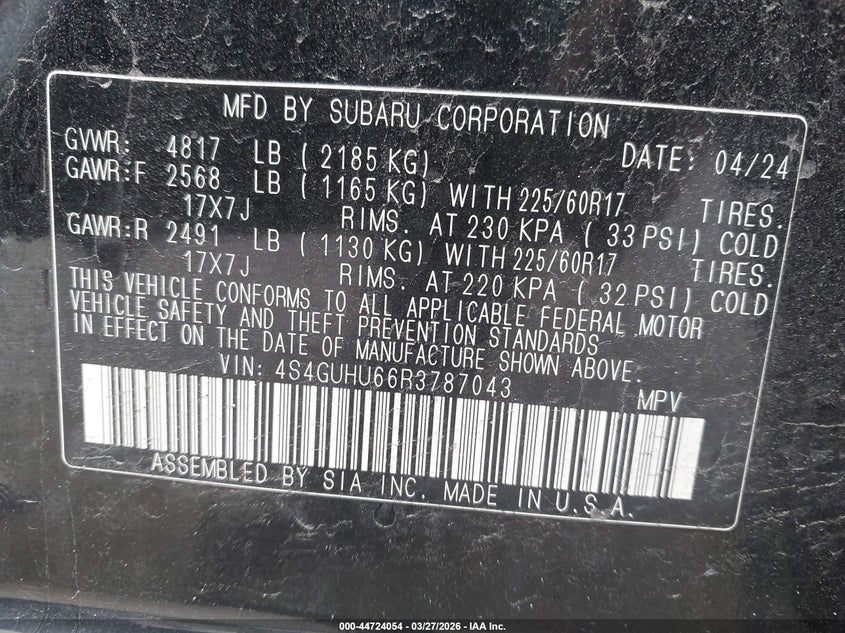 MFD BY SUBARU CORPORATION
GVWR: 4817 LB ( 2185 KG) DATE: 04/24
GAWR:F 2568 LB ( 1165 KG) WITH 225/60R17 TIRES.
17X7J RIMS. AT 230 KPA ( 33 PSI) COLD
GAWR:R 2491 LB ( 1130 KG) WITH 225/60R17 TIRES.
17X7J RIMS. AT 220 KPA ( 32 PSI) COLD
THIS VEHICLE CONFORMS TO ALL APPLICABLE FEDERAL MOTOR
VEHICLE SAFETY AND THEFT PREVENTION STANDARDS
IN EFFECT ON THE DATE OF MANUFACTURE SHOWN ABOVE.
VIN: 4S4GUHU66R3787043 MPV
ASSEMBLED BY SIA INC. MADE IN U.S.A.
000-44724054 - 03/27/2026 - IAA Inc.